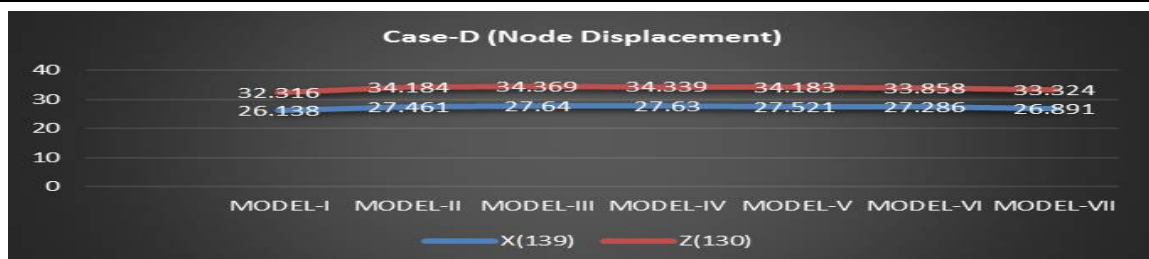 Case-D (Node Displacement)
40
30
20
10
0
32.316 34.184 34.369 34.339 34.183 33.858 33.324
26.138 27.461 27.64 27.63 27.521 27.286 26.891
MODEL-I MODEL-II MODEL-III MODEL-IV MODEL-V MODEL-VI MODEL-VII
X(139) Z(130)